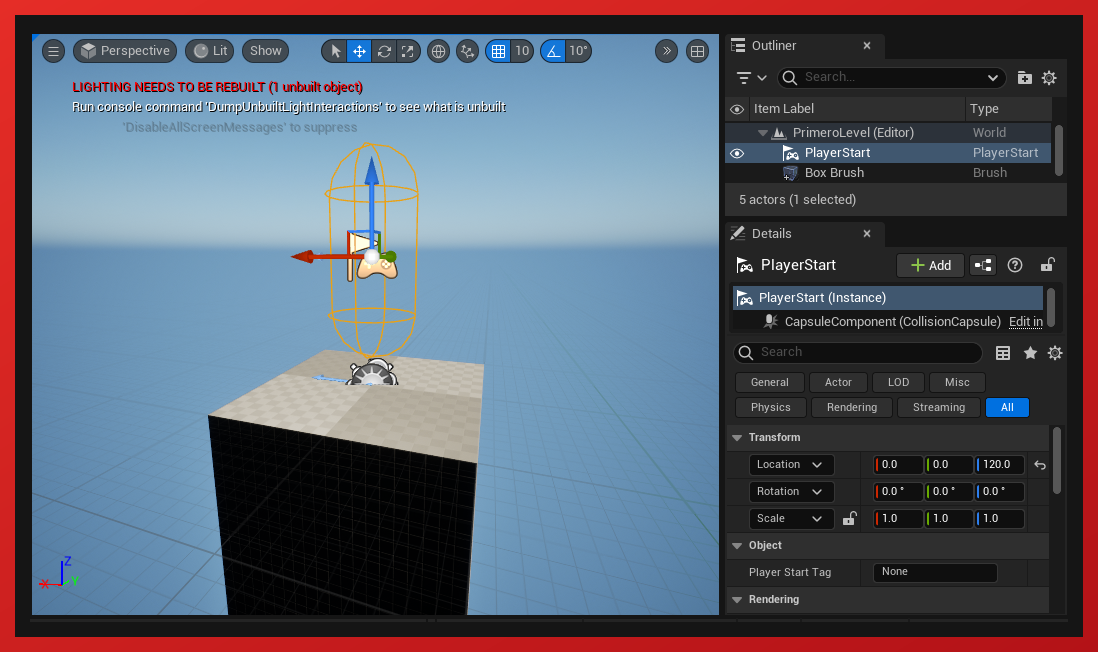 Perspective Lit Show 10 10°
LIGHTING NEEDS TO BE REBUILT (1 unbuilt object)
Run console command 'DumpUnbuiltLightInteractions' to see what is unbuilt
'DisableAllScreenMessages' to suppress
Z
X
Y
Outliner
Search...
Item Label Type
PrimeroLevel (Editor) World
PlayerStart PlayerStart
Box Brush Brush
5 actors (1 selected)
Details
PlayerStart Add
PlayerStart (Instance)
CapsuleComponent (CollisionCapsule) Edit in
Search
General Actor LOD Misc
Physics Rendering Streaming All
Transform
Location 0.0 0.0 120.0
Rotation 0.0 ° 0.0 ° 0.0 °
Scale 1.0 1.0 1.0
Object
Player Start Tag None
Rendering